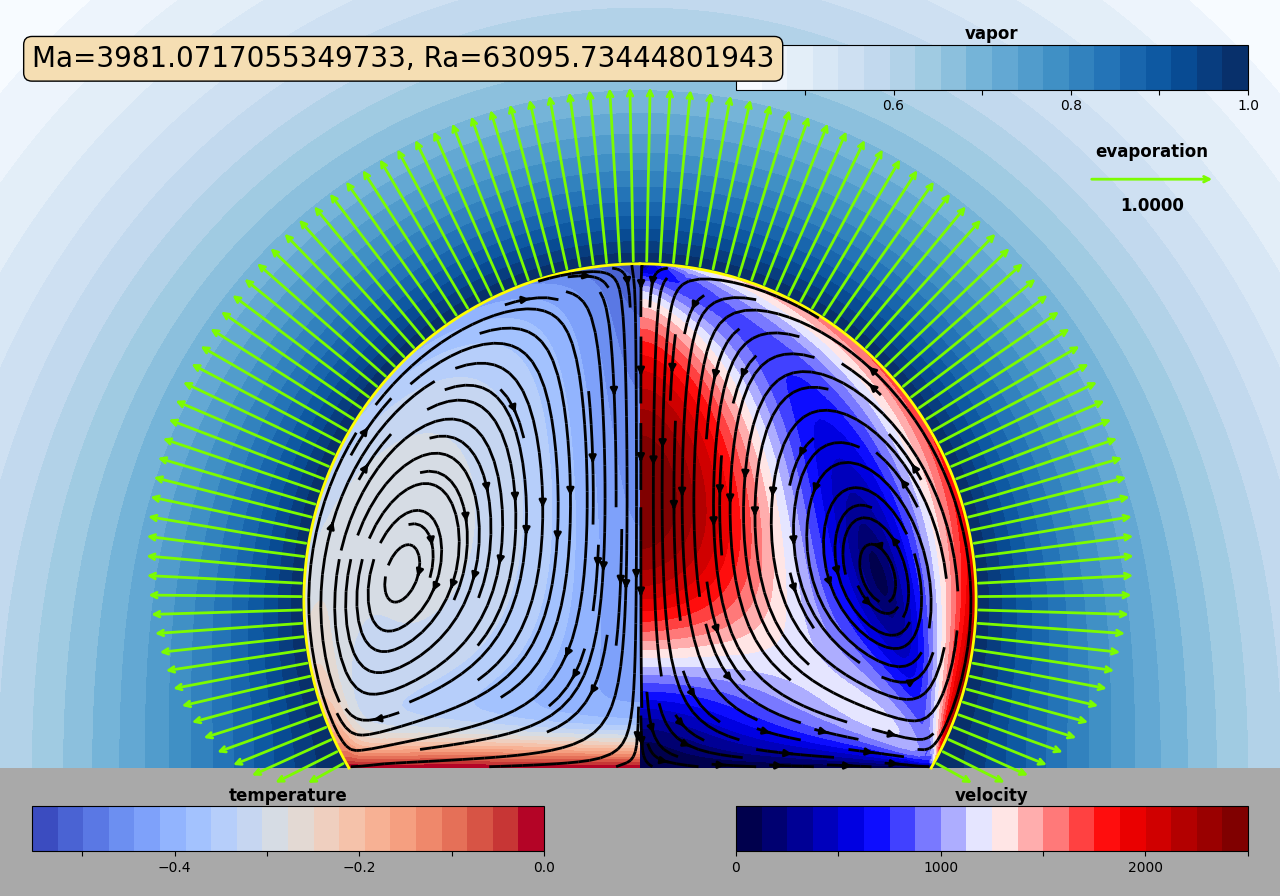 vapor
Ma=3981.0717055349733, Ra=63095.73444801943
0.6 0.8 1.0
evaporation
1.0000
temperature velocity
−0.4 −0.2 0.0 0 1000 2000